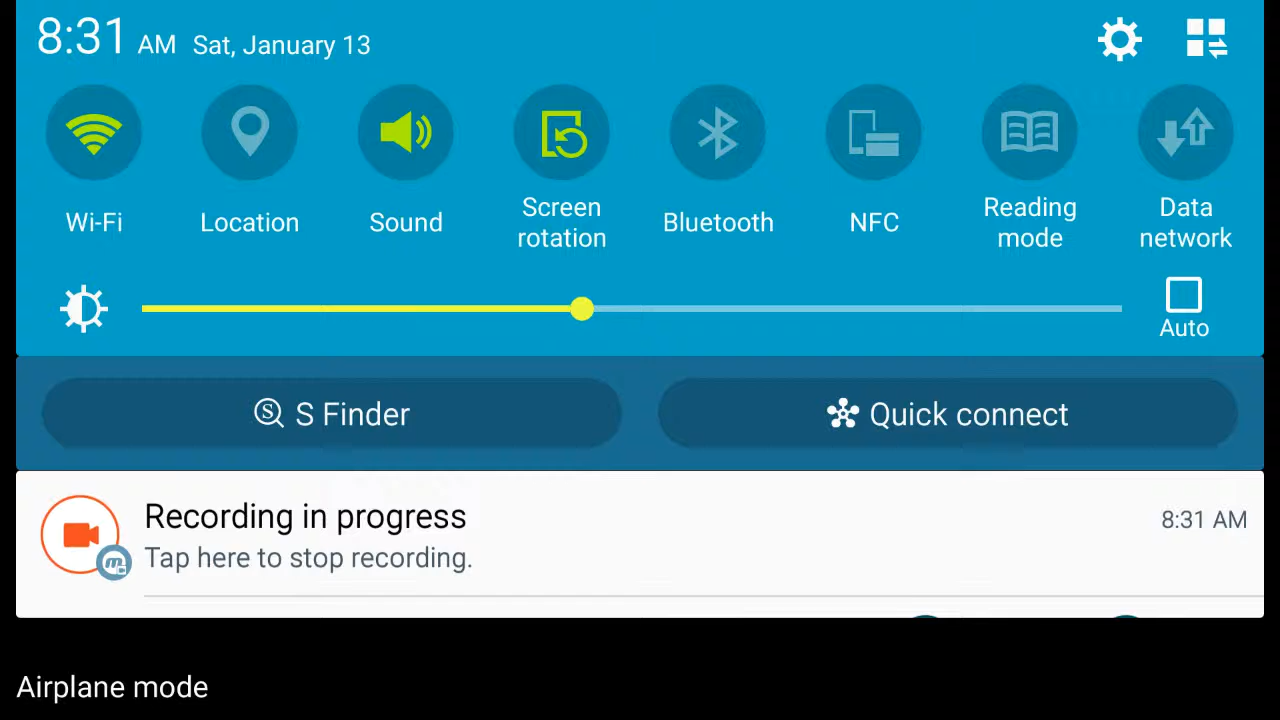 8:31 AM Sat, January 13
Wi-Fi
Location
Sound
Screen rotation
Bluetooth
NFC
Reading mode
Data network
Auto
S Finder
Quick connect
Recording in progress
8:31 AM
Tap here to stop recording.
Airplane mode